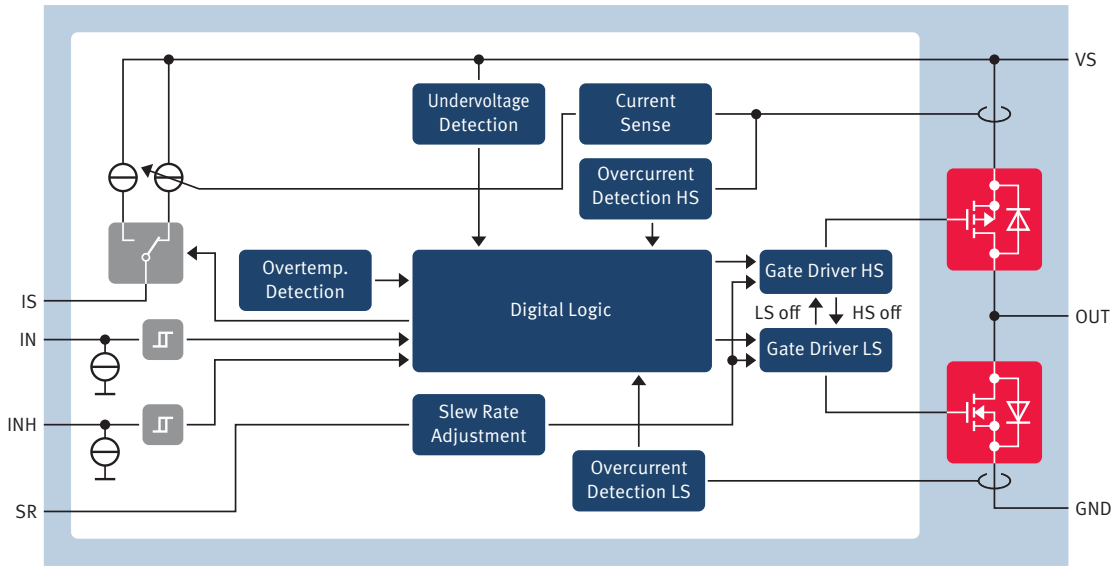 VS
Undervoltage
Detection
Current
Sense
Overcurrent
Detection HS
Overtemp.
Detection
Digital Logic
Gate Driver HS
LS off
HS off
Gate Driver LS
IS
IN
INH
SR
OUT
Slew Rate
Adjustment
Overcurrent
Detection LS
GND